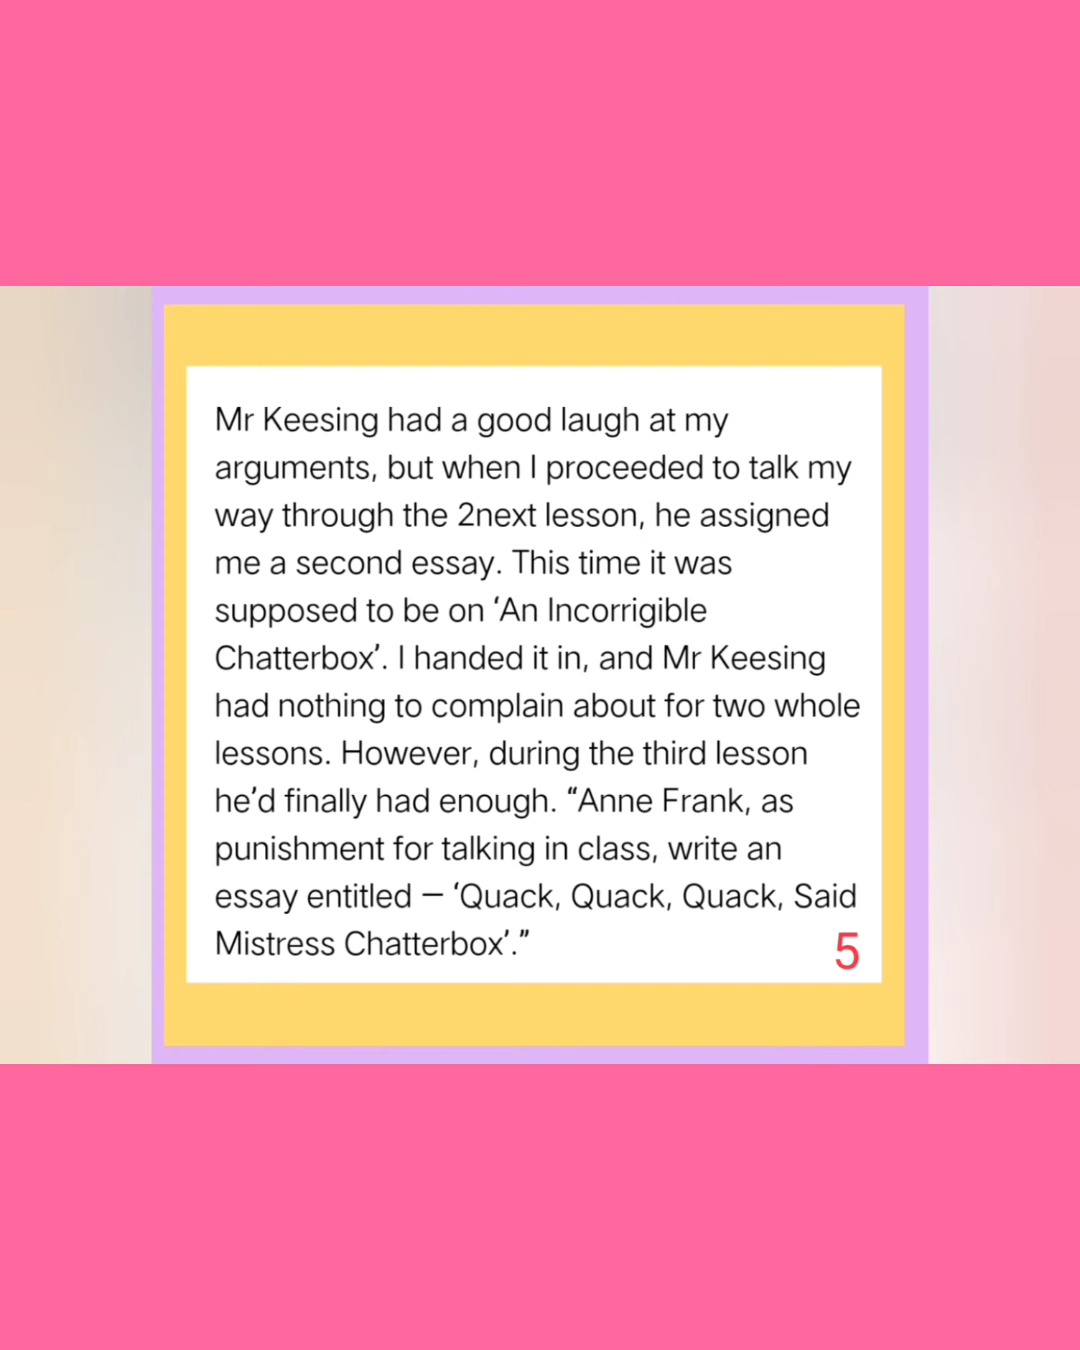 Mr Keesing had a good laugh at my
arguments, but when I proceeded to talk my
way through the 2next lesson, he assigned
me a second essay. This time it was
supposed to be on ‘An Incorrigible
Chatterbox’. I handed it in, and Mr Keesing
had nothing to complain about for two whole
lessons. However, during the third lesson
he’d finally had enough. “Anne Frank, as
punishment for talking in class, write an
essay entitled — ‘Quack, Quack, Quack, Said
Mistress Chatterbox’.”
5